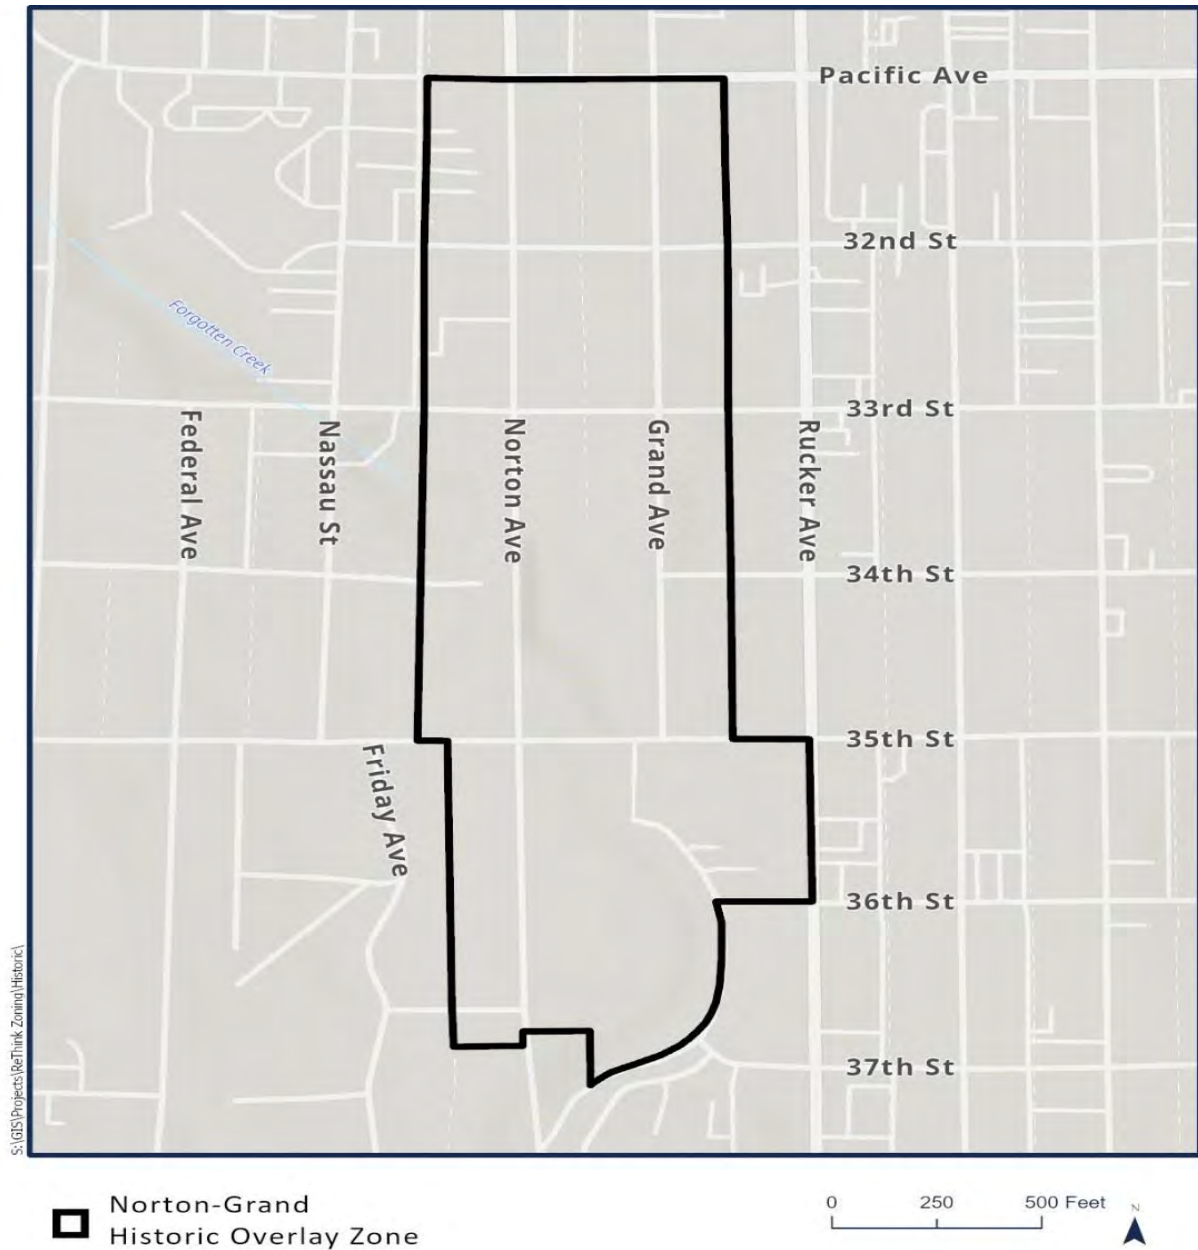 Pacific Ave
32nd St
Forgotten Creek
33rd St
Federal Ave
Nassau St
Norton Ave
Grand Ave
Rucker Ave
34th St
35th St
Friday Ave
36th St
37th St
S:\GIS\Projects\ReThink Zoning\Historic\
Norton-Grand
Historic Overlay Zone
0 250 500 Feet
N